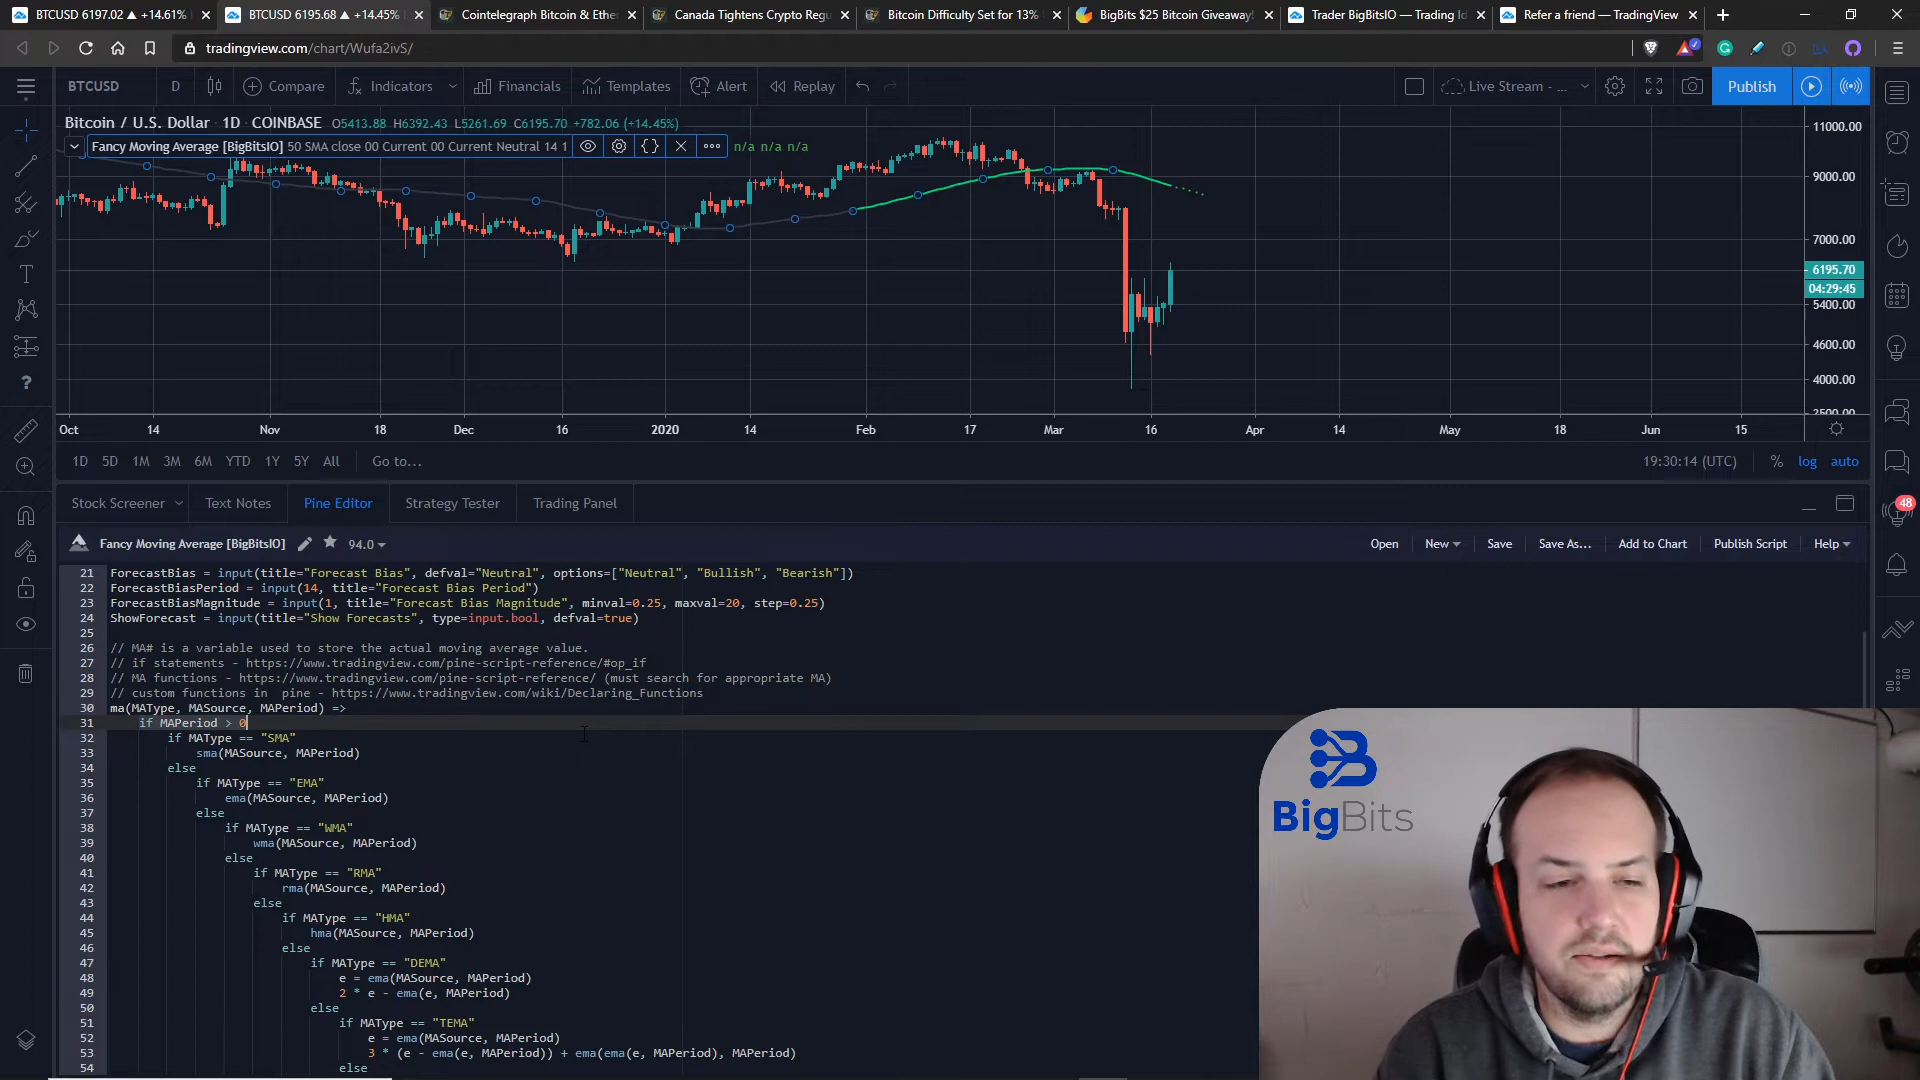 BTCUSD 6197.02 ▲ +14.61%
BTCUSD 6195.68 ▲ +14.45%
Cointelegraph Bitcoin & Ethe
Canada Tightens Crypto Regu
Bitcoin Difficulty Set for 13%
BigBits $25 Bitcoin Giveaway!
Trader BigBitsIO — Trading Id
Refer a friend — TradingView
tradingview.com/chart/Wufa2ivS/
BTCUSD D Compare Indicators Financials Templates Alert Replay Live Stream - ... Publish
Bitcoin / U.S. Dollar 1D COINBASE O5413.88 H6392.43 L5261.69 C6195.70 +782.06 (+14.45%)
Fancy Moving Average [BigBitsIO] 50 SMA close 00 Current 00 Current Neutral 14 1 n/a n/a n/a
11000.00
9000.00
7000.00
6195.70
04:29:45
5400.00
4600.00
4000.00
2500.00
Oct 14 Nov 18 Dec 16 2020 14 Feb 17 Mar 16 Apr 14 May 18 Jun 15
1D 5D 1M 3M 6M YTD 1Y 5Y All Go to... 19:30:14 (UTC) % log auto
Stock Screener Text Notes Pine Editor Strategy Tester Trading Panel
48
Fancy Moving Average [BigBitsIO] 94.0 Open New Save Save As... Add to Chart Publish Script Help
21 ForecastBias = input(title="Forecast Bias", defval="Neutral", options=["Neutral", "Bullish", "Bearish"])
22 ForecastBiasPeriod = input(14, title="Forecast Bias Period")
23 ForecastBiasMagnitude = input(1, title="Forecast Bias Magnitude", minval=0.25, maxval=20, step=0.25)
24 ShowForecast = input(title="Show Forecasts", type=input.bool, defval=true)
25
26 // MA# is a variable used to store the actual moving average value.
27 // if statements - https://www.tradingview.com/pine-script-reference/#op_if
28 // MA functions - https://www.tradingview.com/pine-script-reference/ (must search for appropriate MA)
29 // custom functions in  pine - https://www.tradingview.com/wiki/Declaring_Functions
30 ma(MAType, MASource, MAPeriod) =>
31 if MAPeriod > 0
32 if MAType == "SMA"
33 sma(MASource, MAPeriod)
34 else
35 if MAType == "EMA"
36 ema(MASource, MAPeriod)
37 else
38 if MAType == "WMA"
39 wma(MASource, MAPeriod)
40 else
41 if MAType == "RMA"
42 rma(MASource, MAPeriod)
43 else
44 if MAType == "HMA"
45 hma(MASource, MAPeriod)
46 else
47 if MAType == "DEMA"
48 e = ema(MASource, MAPeriod)
49 2 * e - ema(e, MAPeriod)
50 else
51 if MAType == "TEMA"
52 e = ema(MASource, MAPeriod)
53 3 * (e - ema(e, MAPeriod)) + ema(ema(e, MAPeriod), MAPeriod)
54 else
BigBits